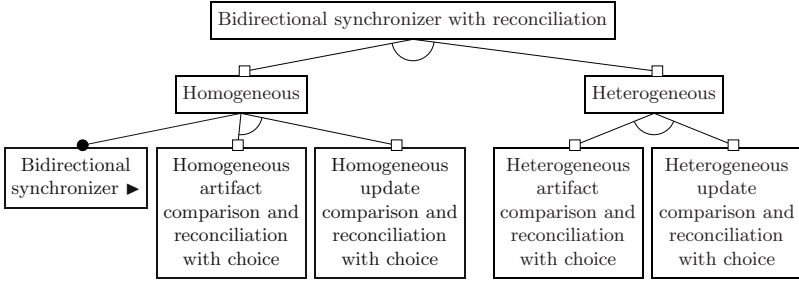 Bidirectional synchronizer with reconciliation
Homogeneous
Heterogeneous
Bidirectional
synchronizer ►
Homogeneous
artifact
comparison and
reconciliation
with choice
Homogeneous
update
comparison and
reconciliation
with choice
Heterogeneous
artifact
comparison and
reconciliation
with choice
Heterogeneous
update
comparison and
reconciliation
with choice